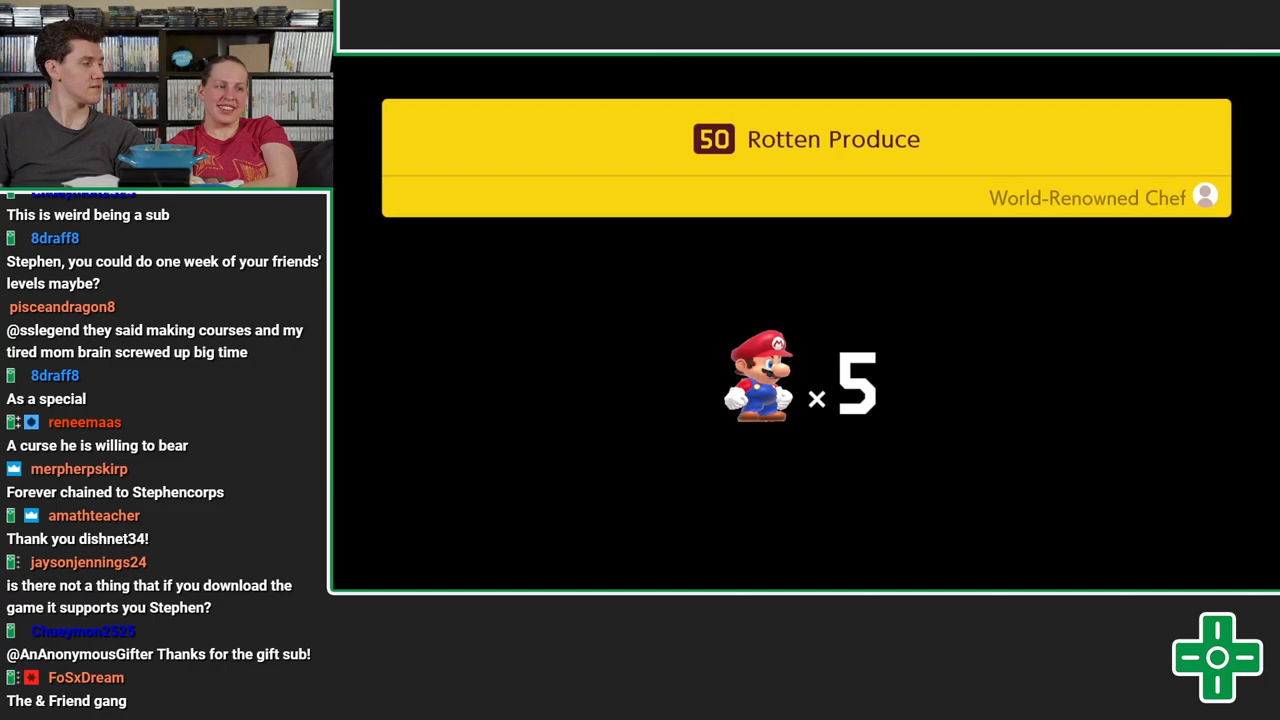 50 Rotten Produce
World-Renowned Chef
M
× 5
This is weird being a sub
8draff8
Stephen, you could do one week of your friends'
levels maybe?
pisceandragon8
@sslegend they said making courses and my
tired mom brain screwed up big time
8draff8
As a special
reneemaas
A curse he is willing to bear
merpherpskirp
Forever chained to Stephencorps
amathteacher
Thank you dishnet34!
jaysonjennings24
is there not a thing that if you download the
game it supports you Stephen?
Chueymon2525
@AnAnonymousGifter Thanks for the gift sub!
FoSxDream
The & Friend gang